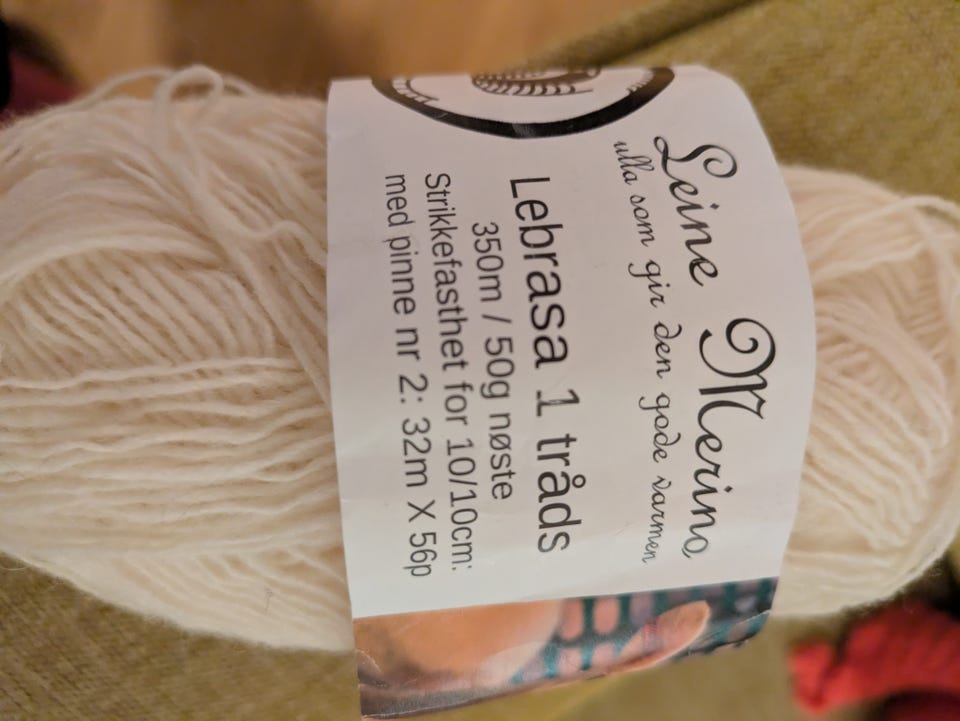 Leine Merino
ulla som gir den gode varmen
Lebrasa 1 tråds
350m / 50g nøste
Strikkefasthet for 10/10cm:
med pinne nr 2: 32m X 56p